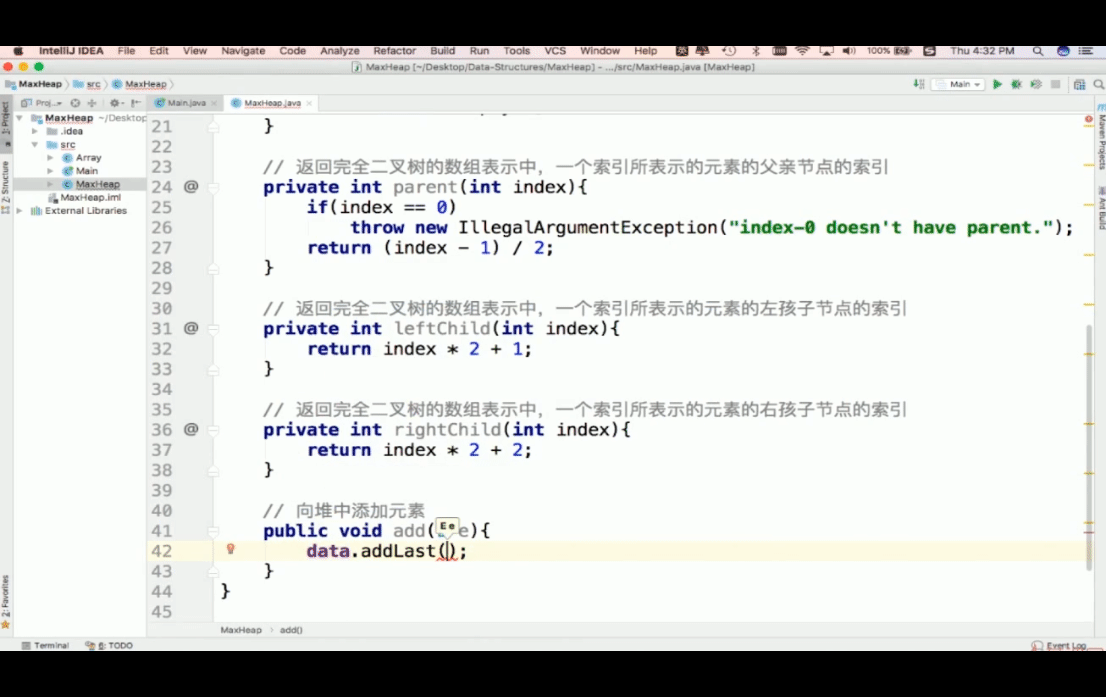 IntelliJ IDEA File Edit View Navigate Code Analyze Refactor Build Run Tools VCS Window Help 100% Thu 4:32 PM
MaxHeap [~/Desktop/Data-Structures/MaxHeap] - .../src/MaxHeap.java [MaxHeap]
MaxHeap src MaxHeap Main
Proj... Main.java MaxHeap.java
MaxHeap ~/Desktop
.idea
src
Array
Main
MaxHeap
MaxHeap.iml
External Libraries
1: Project
7: Structure
2: Favorites
Maven Projects
Ant Build
21 }
22
23 // 返回完全二叉树的数组表示中，一个索引所表示的元素的父亲节点的索引
24 @ private int parent(int index){
25 if(index == 0)
26 throw new IllegalArgumentException("index-0 doesn't have parent.");
27 return (index - 1) / 2;
28 }
29
30 // 返回完全二叉树的数组表示中，一个索引所表示的元素的左孩子节点的索引
31 @ private int leftChild(int index){
32 return index * 2 + 1;
33 }
34
35 // 返回完全二叉树的数组表示中，一个索引所表示的元素的右孩子节点的索引
36 @ private int rightChild(int index){
37 return index * 2 + 2;
38 }
39
40 // 向堆中添加元素
E e
41 public void add( e){
42 data.addLast();
43 }
44 }
45
MaxHeap add()
Terminal 6: TODO Event Log